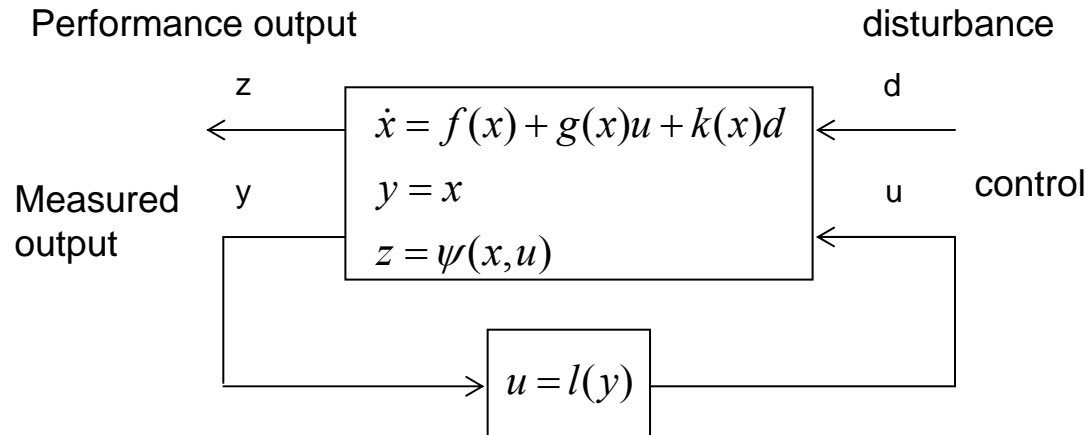 Performance output
disturbance
z
d
ẋ = f(x) + g(x)u + k(x)d
y = x
z = ψ(x,u)
Measured
output
y
u
control
u = l(y)